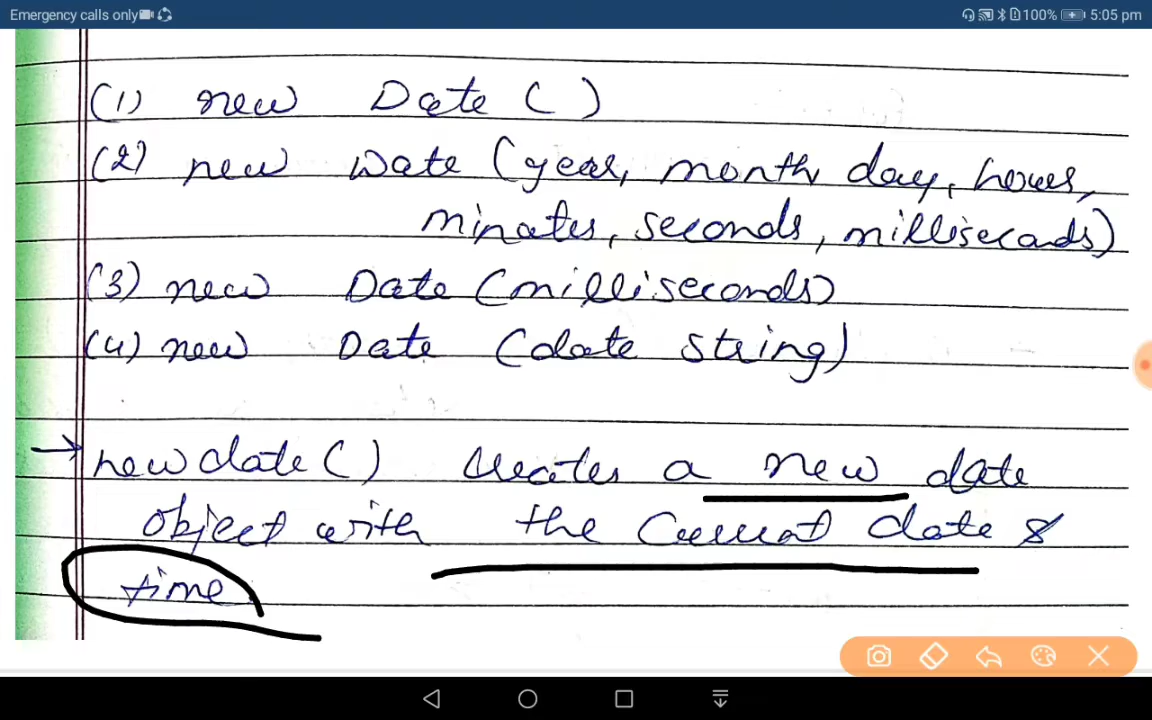 Emergency calls only
100% 5:05 pm
(1) new Date ( )
(2) new Date (year, month day, hours,
minates, seconds, milliseconds)
(3) new Date (milliseconds)
(4) new Date (date string)
→ new date ( ) creates a new date
object with the current date &
time